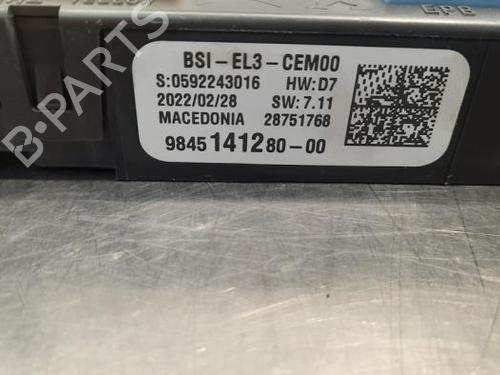 EPB
BSI-EL3-CEM00
S:0592243016 HW:D7
2022/02/28 SW:7.11
MACEDONIA 28751768
9845141280-00
B-PARTS